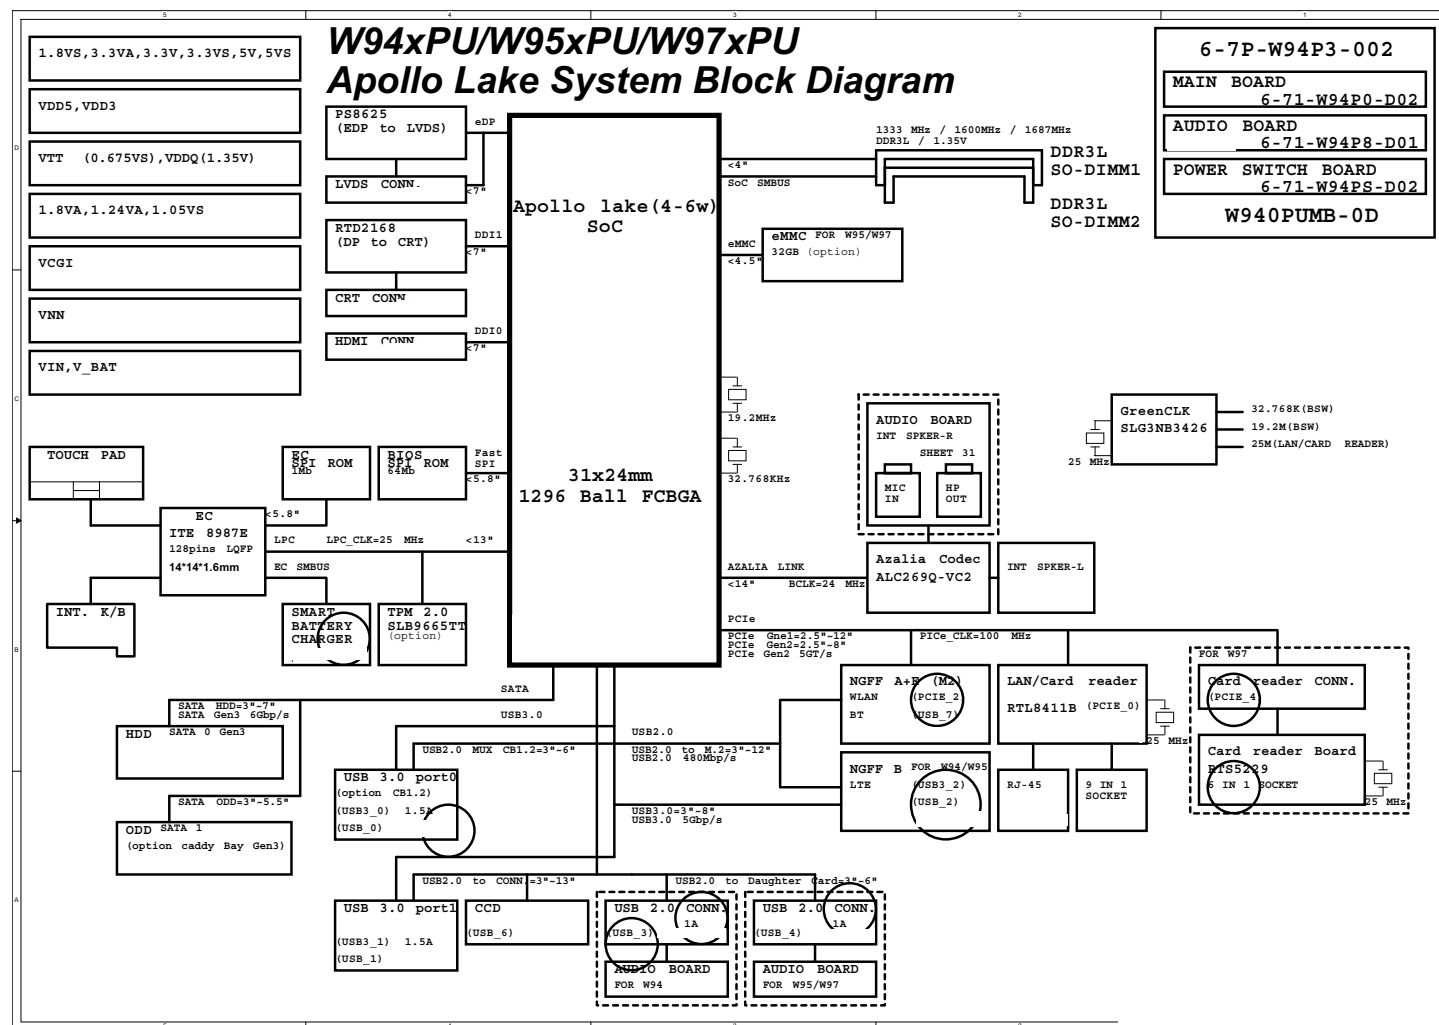 W94xPU/W95xPU/W97xPU
Apollo Lake System Block Diagram
1.8VS,3.3VA,3.3V,3.3VS,5V,5VS
VDD5,VDD3
VTT (0.675VS),VDDQ(1.35V)
1.8VA,1.24VA,1.05VS
VCGI
VNN
VIN,V_BAT
6-7P-W94P3-002
MAIN BOARD
6-71-W94P0-D02
AUDIO BOARD
6-71-W94P8-D01
POWER SWITCH BOARD
6-71-W94PS-D02
W940PUMB-0D
PS8625
(EDP to LVDS)
eDP
LVDS CONN.
<7"
RTD2168
(DP to CRT)
DDI1
<7"
CRT CONN
HDMI CONN
DDI0
<7"
Apollo lake(4-6w)
SoC
31x24mm
1296 Ball FCBGA
1333 MHz / 1600MHz / 1687MHz
DDR3L / 1.35V
<4"
SoC SMBUS
DDR3L
SO-DIMM1
DDR3L
SO-DIMM2
eMMC
<4.5"
eMMC FOR W95/W97
32GB (option)
19.2MHz
32.768KHz
AUDIO BOARD
INT SPKER-R
SHEET 31
MIC
IN
HP
OUT
GreenCLK
SLG3NB3426
25 MHz
32.768K(BSW)
19.2M(BSW)
25M(LAN/CARD READER)
TOUCH PAD
EC
SPI ROM
1Mb
BIOS
SPI ROM
64Mb
Fast
SPI
<5.8"
EC
ITE 8987E
128pins LQFP
14*14*1.6mm
<5.8"
LPC
LPC_CLK=25 MHz
<13"
EC SMBUS
INT. K/B
SMART
BATTERY
CHARGER
TPM 2.0
SLB9665TT
(option)
AZALIA LINK
<14"
BCLK=24 MHz
Azalia Codec
ALC269Q-VC2
INT SPKER-L
PCIe
PCIe Gne1=2.5"~12"
PCIe Gen2=2.5"~8"
PCIe Gen2 5GT/s
PICe_CLK=100 MHz
NGFF A+E (M2)
WLAN
(PCIE_2
BT
(USB_7)
LAN/Card reader
RTL8411B (PCIE_0)
25 MHz
FOR W97
Card reader CONN.
(PCIE_4
Card reader Board
RTS5229
6 IN 1 SOCKET
25 MHz
SATA
USB3.0
SATA HDD=3"~7"
SATA Gen3 6Gbp/s
HDD
SATA 0 Gen3
USB2.0 MUX CB1.2=3"~6"
USB2.0
USB2.0 to M.2=3"~12"
USB2.0 480Mbp/s
USB 3.0 port0
(option CB1.2)
(USB3_0) 1.5A
(USB_0)
NGFF B FOR W94/W95
LTE
(USB3_2)
(USB_2)
RJ-45
9 IN 1
SOCKET
SATA ODD=3"~5.5"
ODD SATA 1
(option caddy Bay Gen3)
USB3.0=3"~8"
USB3.0 5Gbp/s
USB2.0 to CONN.=3"~13"
USB2.0 to Daughter Card=3"~6"
USB 3.0 port1
(USB3_1) 1.5A
(USB_1)
CCD
(USB_6)
USB 2.0 CONN.
1A
(USB_3)
AUDIO BOARD
FOR W94
USB 2.0 CONN.
1A
(USB_4)
AUDIO BOARD
FOR W95/W97